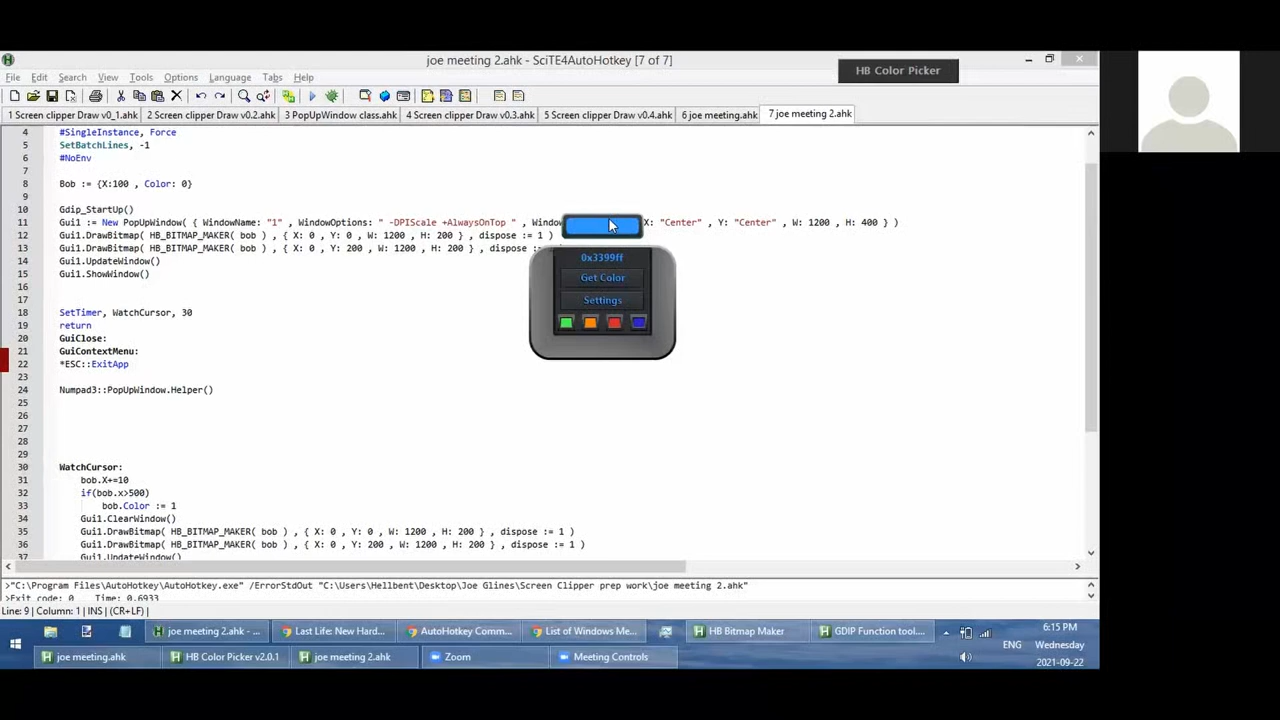 joe meeting 2.ahk - SciTE4AutoHotkey [7 of 7]
HB Color Picker
File Edit Search View Tools Options Language Tabs Help
1 Screen clipper Draw v0_1.ahk 2 Screen clipper Draw v0.2.ahk 3 PopUpWindow class.ahk 4 Screen clipper Draw v0.3.ahk 5 Screen clipper Draw v0.4.ahk 6 joe meeting.ahk 7 joe meeting 2.ahk
4 #SingleInstance, Force
5 SetBatchLines, -1
6 #NoEnv
7
8 Bob := {X:100 , Color: 0}
9
10 Gdip_StartUp()
11 Gui1 := New PopUpWindow( { WindowName: "1" , WindowOptions: " -DPIScale +AlwaysOnTop " , Window X: "Center" , Y: "Center" , W: 1200 , H: 400 } )
12 Gui1.DrawBitmap( HB_BITMAP_MAKER( bob ) , { X: 0 , Y: 0 , W: 1200 , H: 200 } , dispose := 1 )
13 Gui1.DrawBitmap( HB_BITMAP_MAKER( bob ) , { X: 0 , Y: 200 , W: 1200 , H: 200 } , dispose :=
14 Gui1.UpdateWindow()
15 Gui1.ShowWindow()
16
17
18 SetTimer, WatchCursor, 30
19 return
20 GuiClose:
21 GuiContextMenu:
22 *ESC::ExitApp
23
24 Numpad3::PopUpWindow.Helper()
25
26
27
28
29
30 WatchCursor:
31 bob.X+=10
32 if(bob.x>500)
33 bob.Color := 1
34 Gui1.ClearWindow()
35 Gui1.DrawBitmap( HB_BITMAP_MAKER( bob ) , { X: 0 , Y: 0 , W: 1200 , H: 200 } , dispose := 1 )
36 Gui1.DrawBitmap( HB_BITMAP_MAKER( bob ) , { X: 0 , Y: 200 , W: 1200 , H: 200 } , dispose := 1 )
37 Gui1.UpdateWindow()
0x3399ff
Get Color
Settings
>"C:\Program Files\AutoHotkey\AutoHotkey.exe" /ErrorStdOut "C:\Users\Hellbent\Desktop\Joe Glines\Screen Clipper prep work\joe meeting 2.ahk"
>Exit code: 0 Time: 0.6933
Line: 9 | Column: 1 | INS | (CR+LF) |
joe meeting 2.ahk - ... Last Life: New Hard... AutoHotkey Comm... List of Windows Me... HB Bitmap Maker GDIP Function tool....
joe meeting.ahk HB Color Picker v2.0.1 joe meeting 2.ahk Zoom Meeting Controls
ENG
6:15 PM
Wednesday
2021-09-22